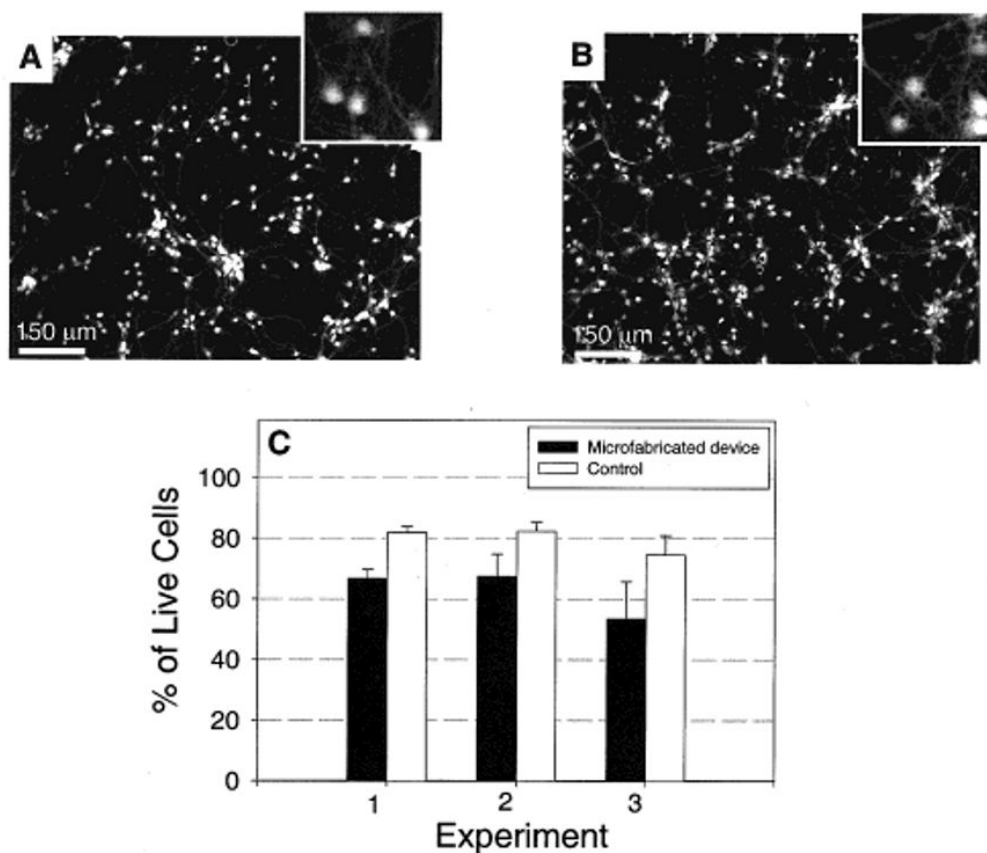 A
B
150 μm
150 μm
C
Microfabricated device
Control
% of Live Cells
100
80
60
40
20
0
1 2 3
Experiment